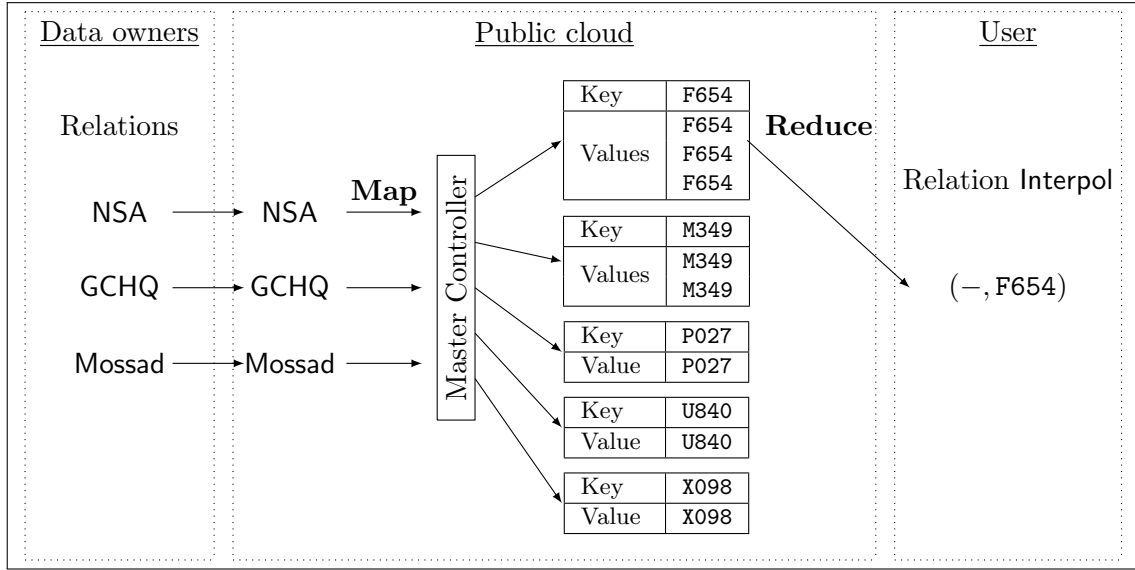 Data owners
Public cloud
User
Relations
NSA
GCHQ
Mossad
NSA
GCHQ
Mossad
Map
Master Controller
Key F654
Values F654
F654
F654
Key M349
Values M349
M349
Key P027
Value P027
Key U840
Value U840
Key X098
Value X098
Reduce
Relation Interpol
(−, F654)